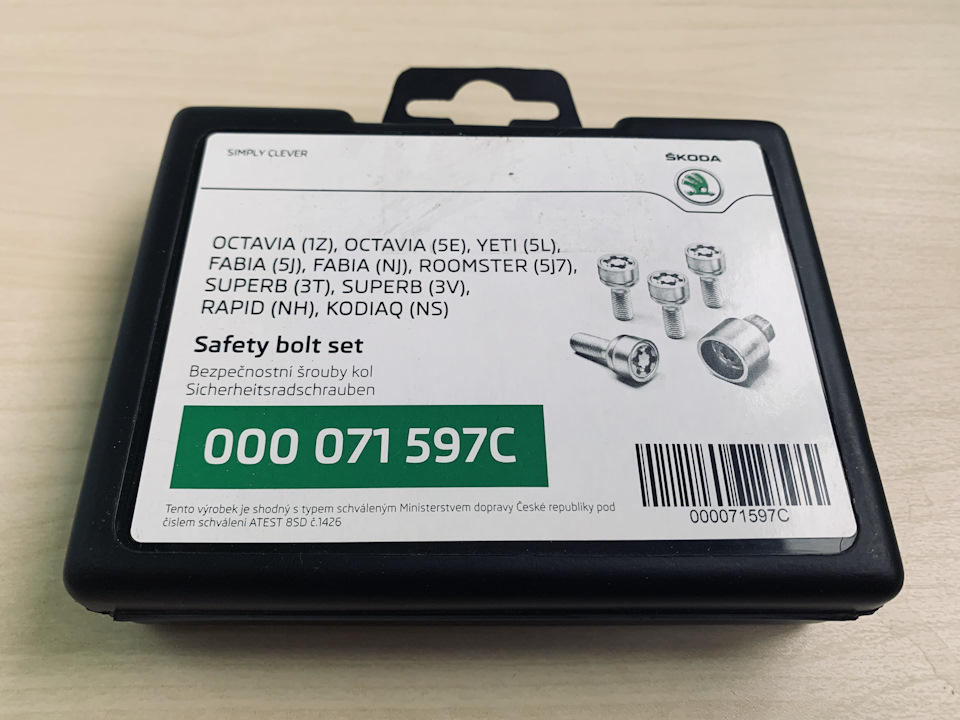 SIMPLY CLEVER
ŠKODA
OCTAVIA (1Z), OCTAVIA (5E), YETI (5L),
FABIA (5J), FABIA (NJ), ROOMSTER (5J7),
SUPERB (3T), SUPERB (3V),
RAPID (NH), KODIAQ (NS)
Safety bolt set
Bezpečnostní šrouby kol
Sicherheitsradschrauben
000 071 597C
000071597C
Tento výrobek je shodný s typem schváleným Ministerstvem dopravy České republiky pod
číslem schválení ATEST 8SD č.1426